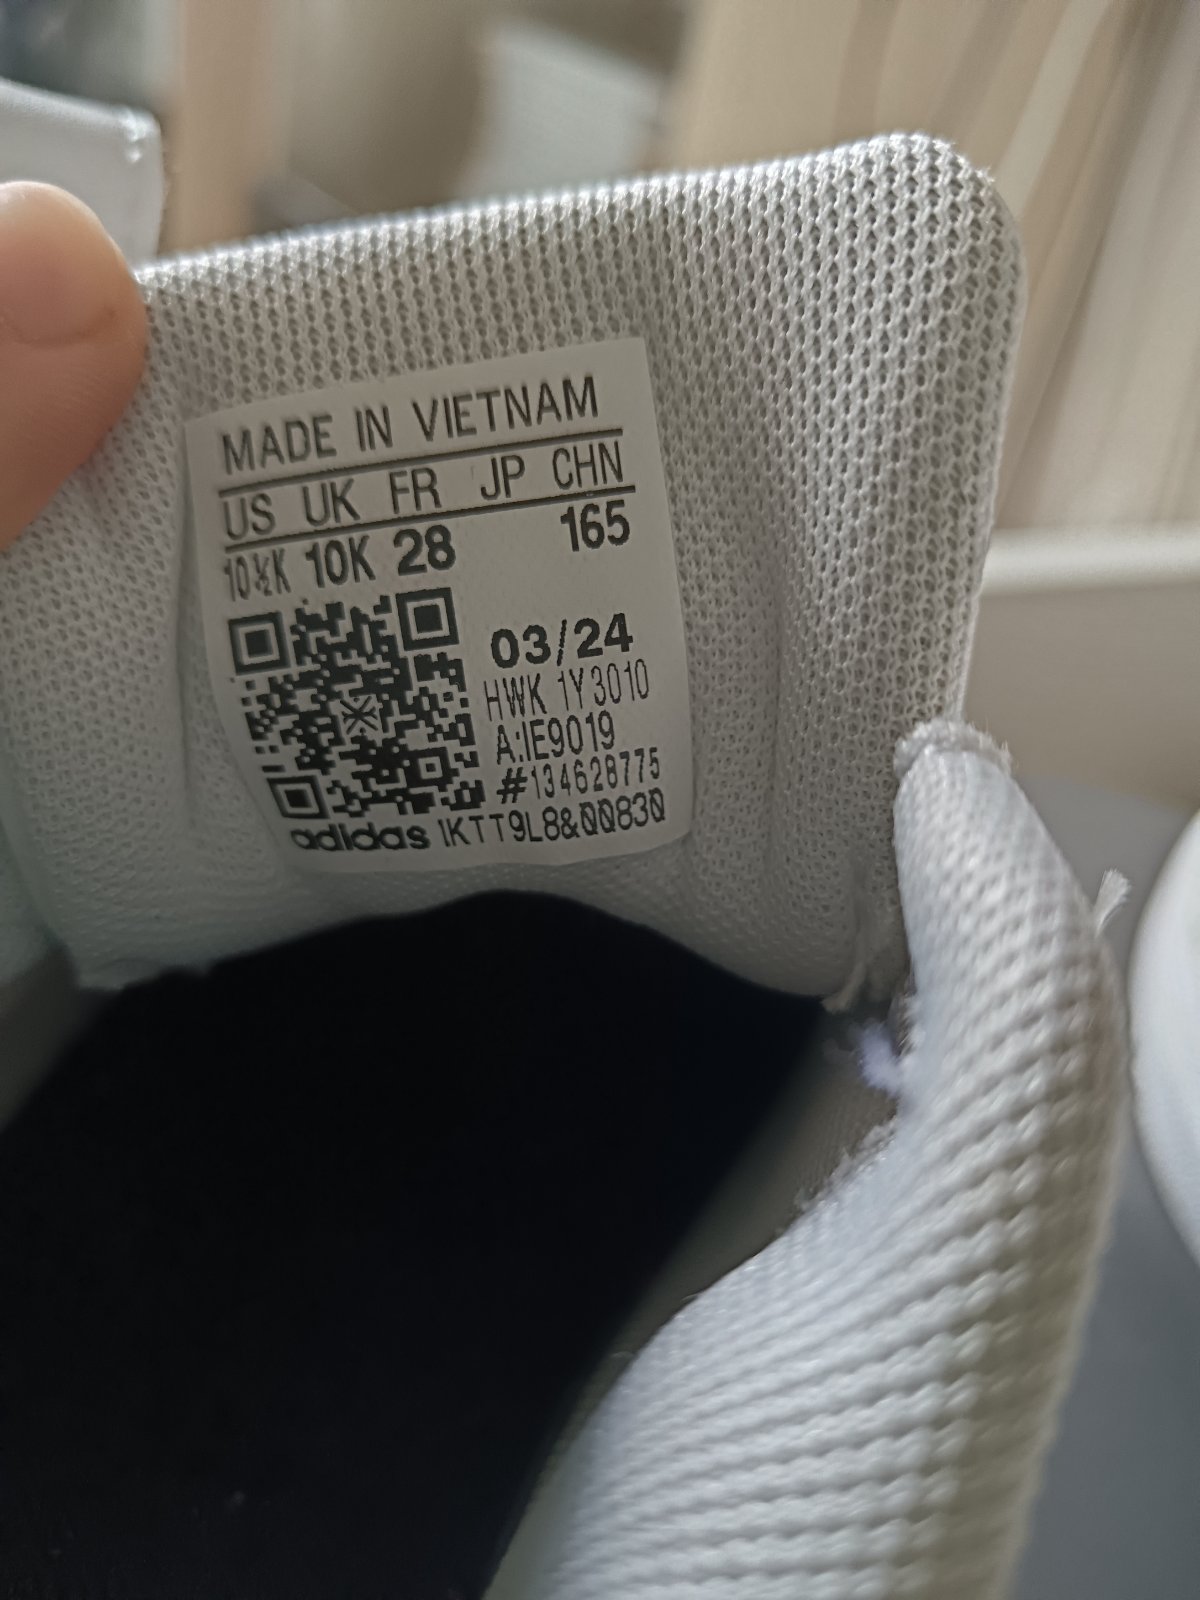 MADE IN VIETNAM
US UK FR JP CHN
10½K 10K 28 165
03/24
HWK 1Y3010
A:IE9019
#134628775
adidas 1KTT9L8&00830